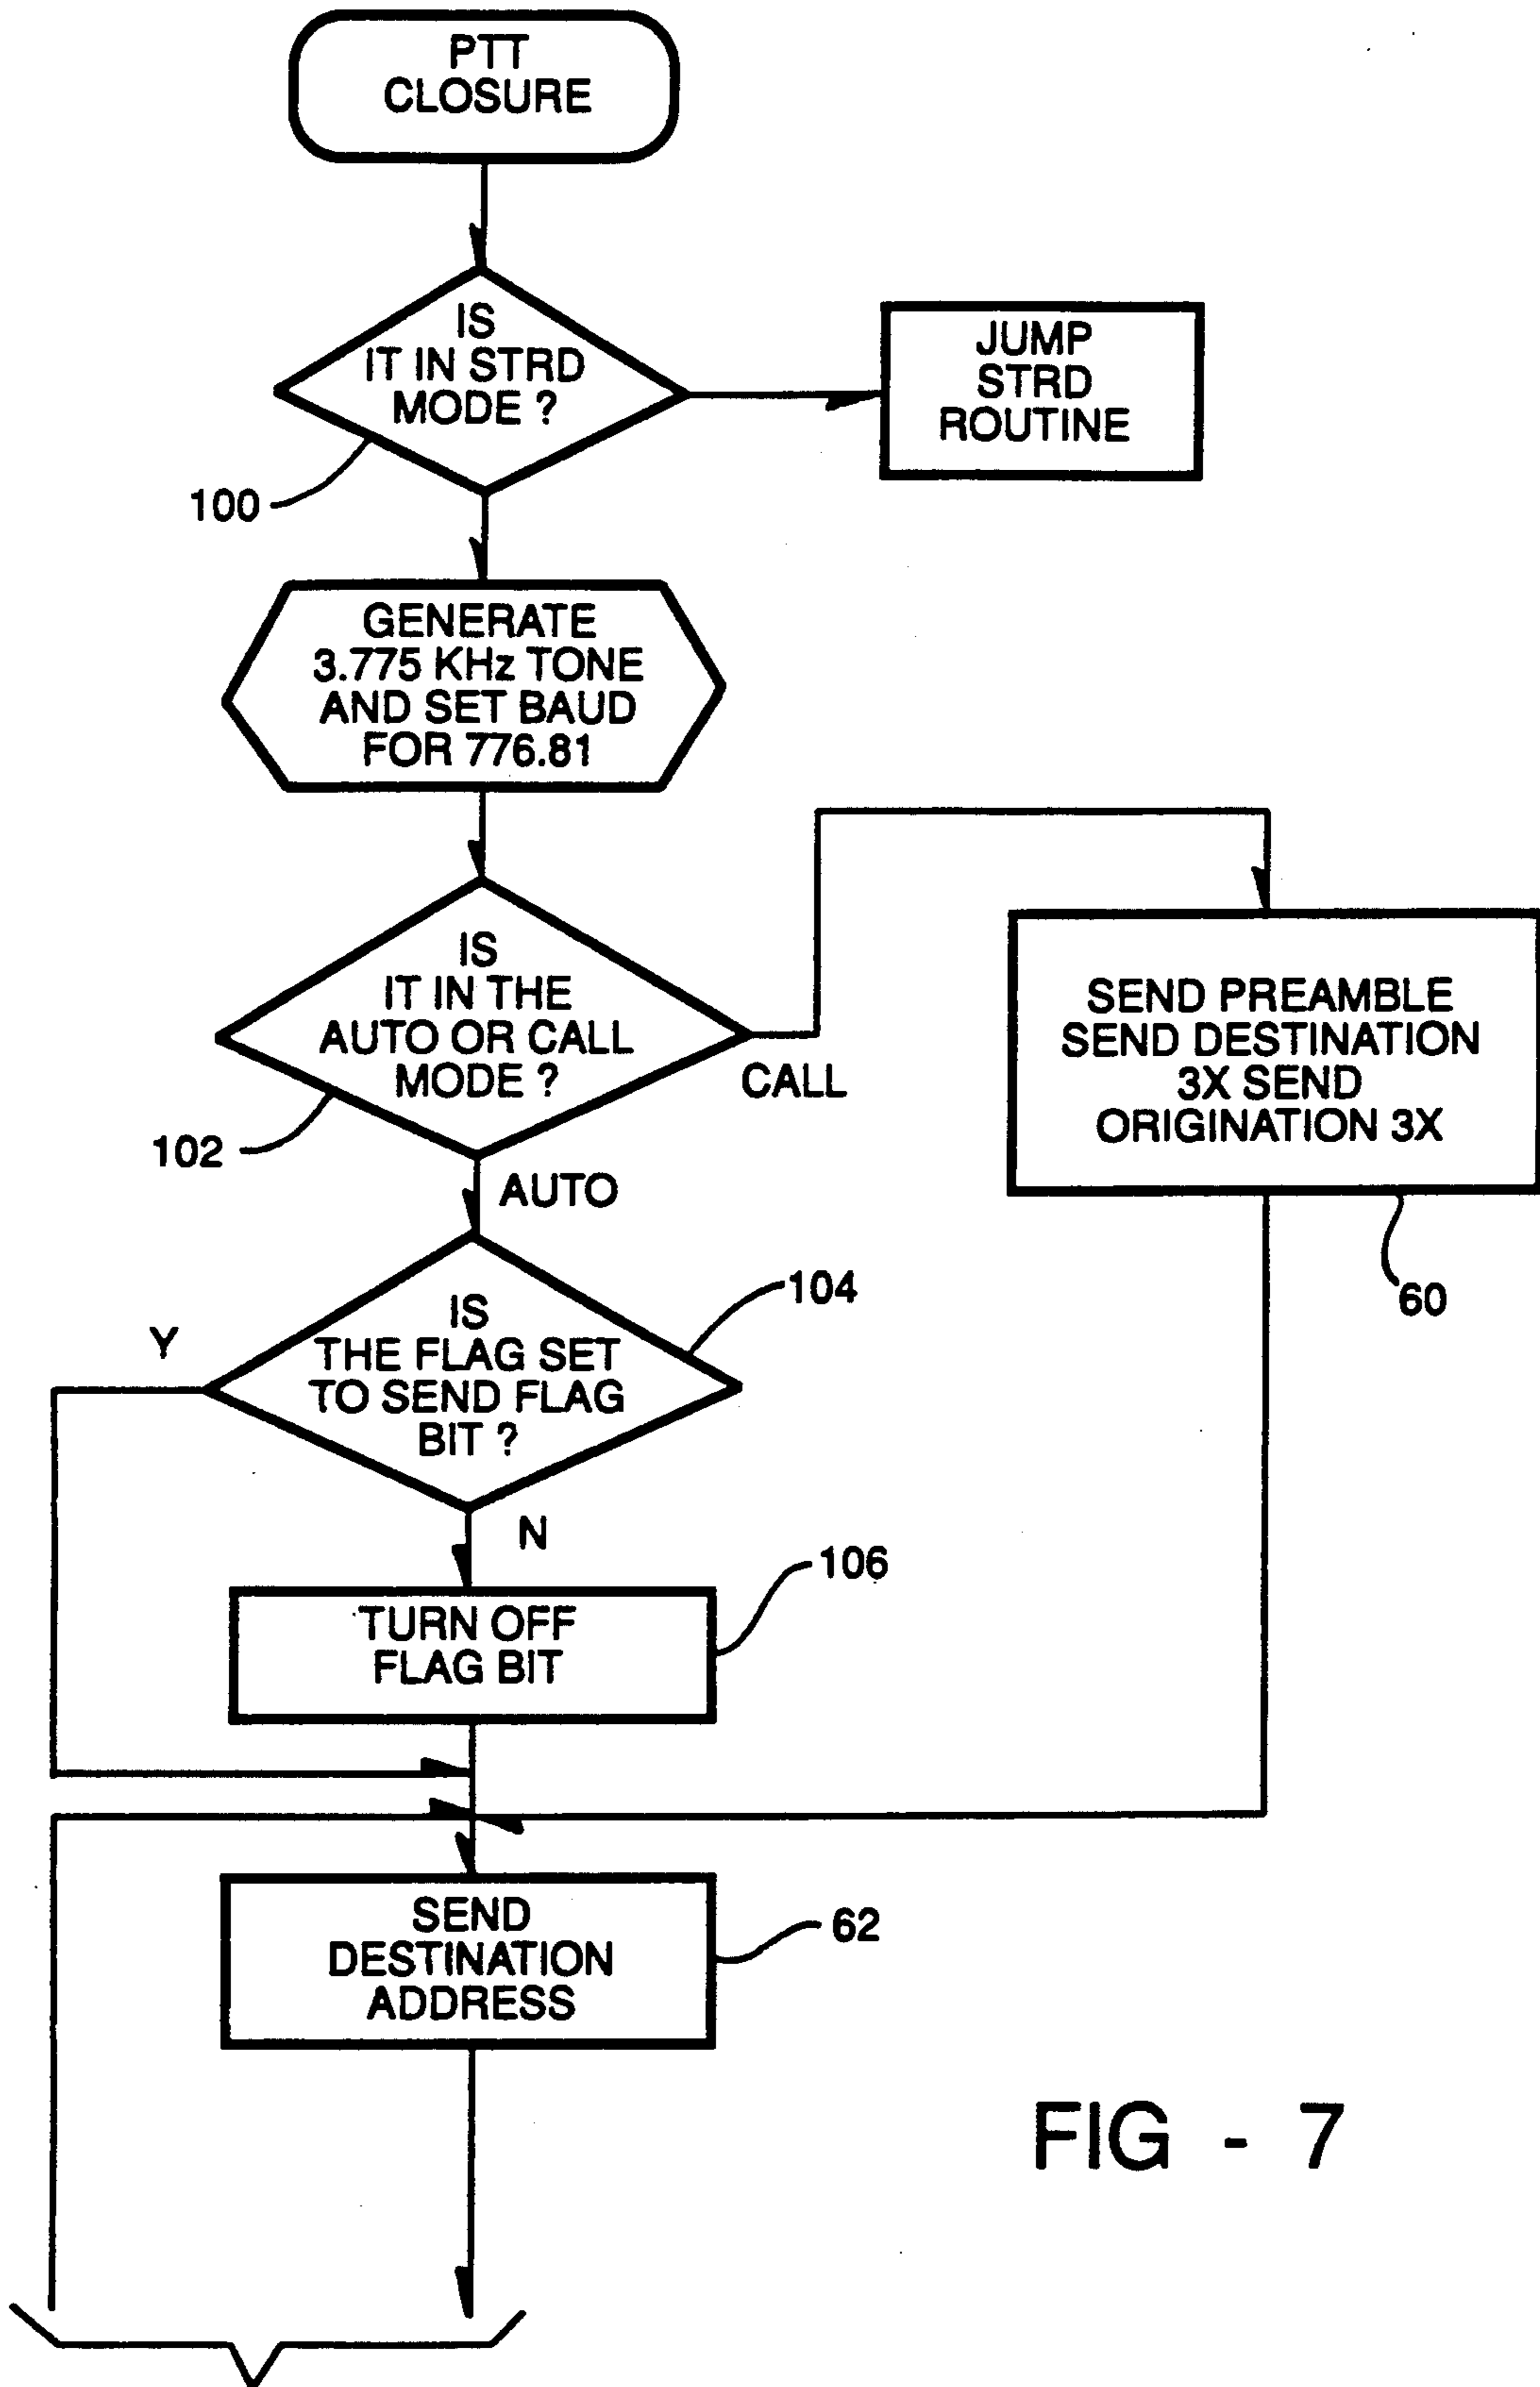 PTT
CLOSURE
IS
IT IN STRD
MODE ?
100
JUMP
STRD
ROUTINE
GENERATE
3.775 KHz TONE
AND SET BAUD
FOR 776.81
IS
IT IN THE
AUTO OR CALL
MODE ?
102
CALL
AUTO
SEND PREAMBLE
SEND DESTINATION
3X SEND
ORIGINATION 3X
60
IS
THE FLAG SET
TO SEND FLAG
BIT ?
104
Y
N
TURN OFF
FLAG BIT
106
SEND
DESTINATION
ADDRESS
62
FIG - 7